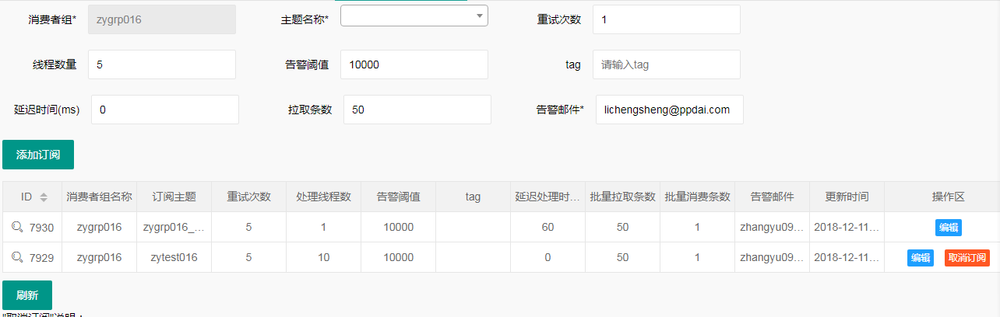 消费者组* zygrp016 主题名称* 重试次数 1
线程数量 5 告警阈值 10000 tag 请输入tag
延迟时间(ms) 0 拉取条数 50 告警邮件* lichengsheng@ppdai.com
添加订阅
ID 消费者组名称 订阅主题 重试次数 处理线程数 告警阈值 tag 延迟处理时... 批量拉取条数 批量消费条数 告警邮件 更新时间 操作区
7930 zygrp016 zygrp016_... 5 1 10000 60 50 1 zhangyu09... 2018-12-11... 编辑
7929 zygrp016 zytest016 5 10 10000 0 50 1 zhangyu09... 2018-12-11... 编辑 取消订阅
刷新
"取消订阅"说明：